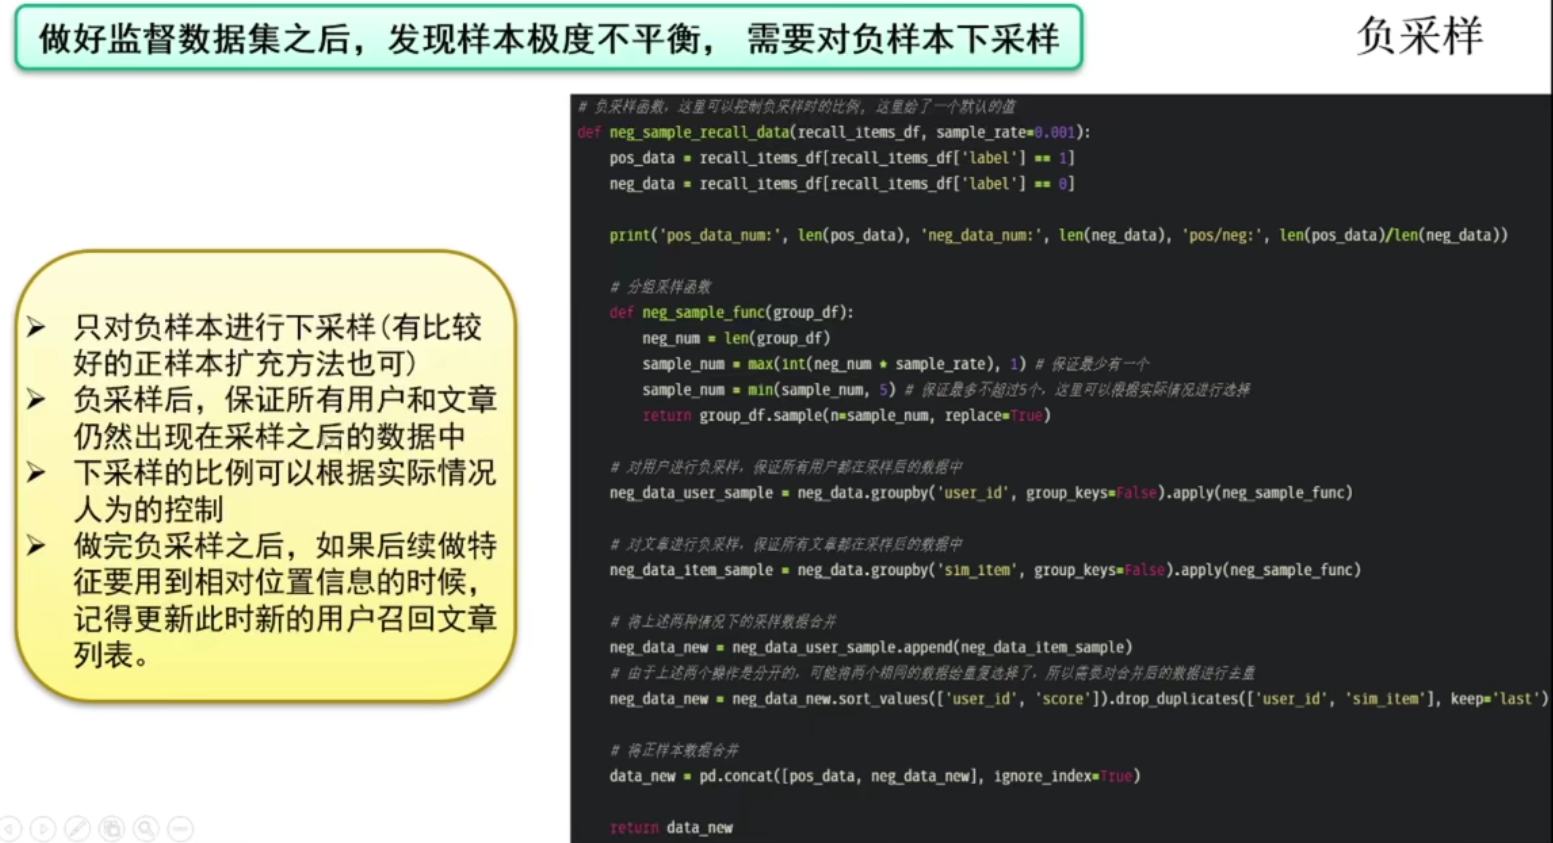 做好监督数据集之后，发现样本极度不平衡， 需要对负样本下采样
负采样
➢ 只对负样本进行下采样(有比较
好的正样本扩充方法也可)
➢ 负采样后，保证所有用户和文章
仍然出现在采样之后的数据中
➢ 下采样的比例可以根据实际情况
人为的控制
➢ 做完负采样之后，如果后续做特
征要用到相对位置信息的时候，
记得更新此时新的用户召回文章
列表。
# 负采样函数，这里可以控制负采样时的比例, 这里给了一个默认的值
def neg_sample_recall_data(recall_items_df, sample_rate=0.001):
    pos_data = recall_items_df[recall_items_df['label'] == 1]
    neg_data = recall_items_df[recall_items_df['label'] == 0]
    print('pos_data_num:', len(pos_data), 'neg_data_num:', len(neg_data), 'pos/neg:', len(pos_data)/len(neg_data))
    # 分组采样函数
    def neg_sample_func(group_df):
        neg_num = len(group_df)
        sample_num = max(int(neg_num * sample_rate), 1) # 保证最少有一个
        sample_num = min(sample_num, 5) # 保证最多不超过5个，这里可以根据实际情况进行选择
        return group_df.sample(n=sample_num, replace=True)
    # 对用户进行负采样，保证所有用户都在采样后的数据中
    neg_data_user_sample = neg_data.groupby('user_id', group_keys=False).apply(neg_sample_func)
    # 对文章进行负采样，保证所有文章都在采样后的数据中
    neg_data_item_sample = neg_data.groupby('sim_item', group_keys=False).apply(neg_sample_func)
    # 将上述两种情况下的采样数据合并
    neg_data_new = neg_data_user_sample.append(neg_data_item_sample)
    # 由于上述两个操作是分开的，可能将两个相同的数据给重复选择了，所以需要对合并后的数据进行去重
    neg_data_new = neg_data_new.sort_values(['user_id', 'score']).drop_duplicates(['user_id', 'sim_item'], keep='last')
    # 将正样本数据合并
    data_new = pd.concat([pos_data, neg_data_new], ignore_index=True)
    return data_new